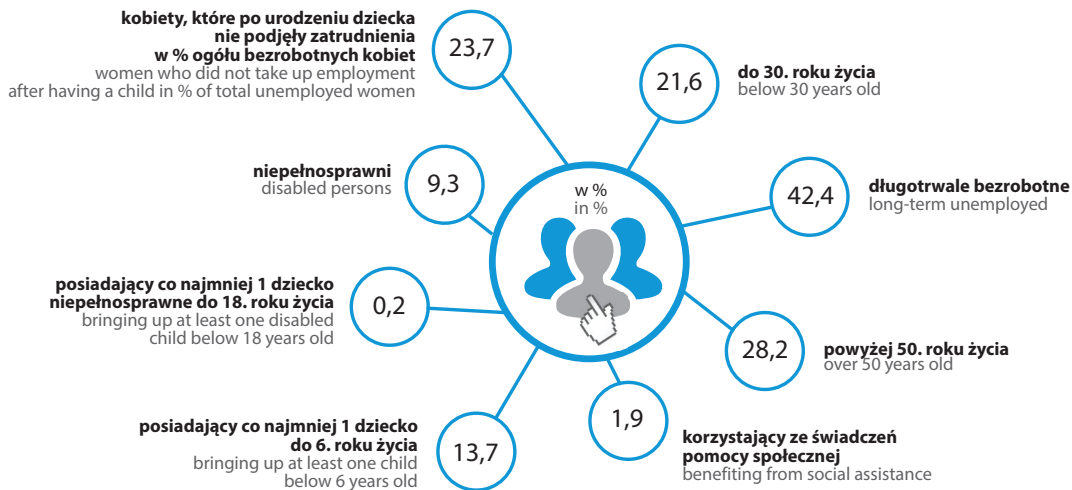 kobiety, które po urodzeniu dziecka
nie podjęły zatrudnienia
w % ogółu bezrobotnych kobiet
women who did not take up employment
after having a child in % of total unemployed women
23,7
21,6
do 30. roku życia
below 30 years old
niepełnosprawni
disabled persons
9,3
w %
in %
42,4
długotrwale bezrobotne
long-term unemployed
posiadający co najmniej 1 dziecko
niepełnosprawne do 18. roku życia
bringing up at least one disabled
child below 18 years old
0,2
28,2
powyżej 50. roku życia
over 50 years old
posiadający co najmniej 1 dziecko
do 6. roku życia
bringing up at least one child
below 6 years old
13,7
1,9
korzystający ze świadczeń
pomocy społecznej
benefiting from social assistance